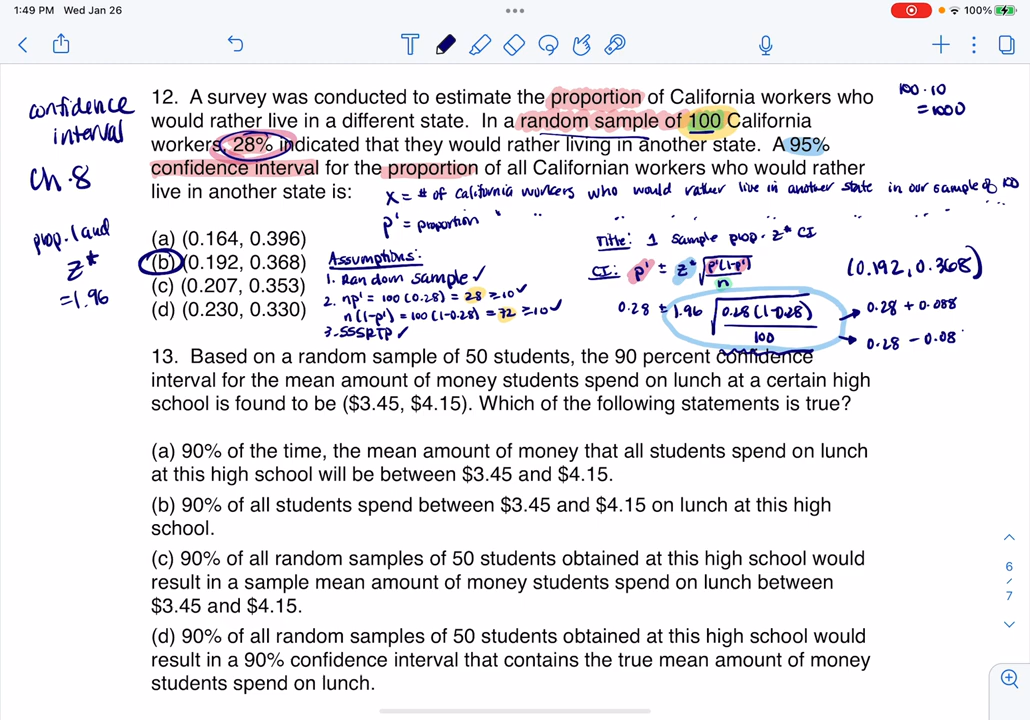 1:49 PM Wed Jan 26
100%
confidence
interval
ch.8
prop. 1 and
z*
=1.96
100·10
=1000
12. A survey was conducted to estimate the proportion of California workers who
would rather live in a different state. In a random sample of 100 California
workers, 28% indicated that they would rather living in another state. A 95%
confidence interval for the proportion of all Californian workers who would rather
live in another state is:
x = # of California workers who would rather live in another state in our sample of 100
p' = proportion " " " " " " "
(a) (0.164, 0.396)
(b) (0.192, 0.368)
(c) (0.207, 0.353)
(d) (0.230, 0.330)
Assumptions:
1. Random sample ✓
2. np' = 100 (0.28) = 28 ≥10 ✓
n(1-p') = 100 (1-0.28) = 72 ≥10 ✓
3. SSSRTP ✓
Title: 1 sample prop. z* CI
CI: p' ± z* √p'(1-p')/n
0.28 ± 1.96 √0.28(1-0.28)/100
0.28 + 0.088
0.28 - 0.08
(0.192, 0.368)
13. Based on a random sample of 50 students, the 90 percent confidence
interval for the mean amount of money students spend on lunch at a certain high
school is found to be ($3.45, $4.15). Which of the following statements is true?
(a) 90% of the time, the mean amount of money that all students spend on lunch
at this high school will be between $3.45 and $4.15.
(b) 90% of all students spend between $3.45 and $4.15 on lunch at this high
school.
(c) 90% of all random samples of 50 students obtained at this high school would
result in a sample mean amount of money students spend on lunch between
$3.45 and $4.15.
(d) 90% of all random samples of 50 students obtained at this high school would
result in a 90% confidence interval that contains the true mean amount of money
students spend on lunch.
6
/
7